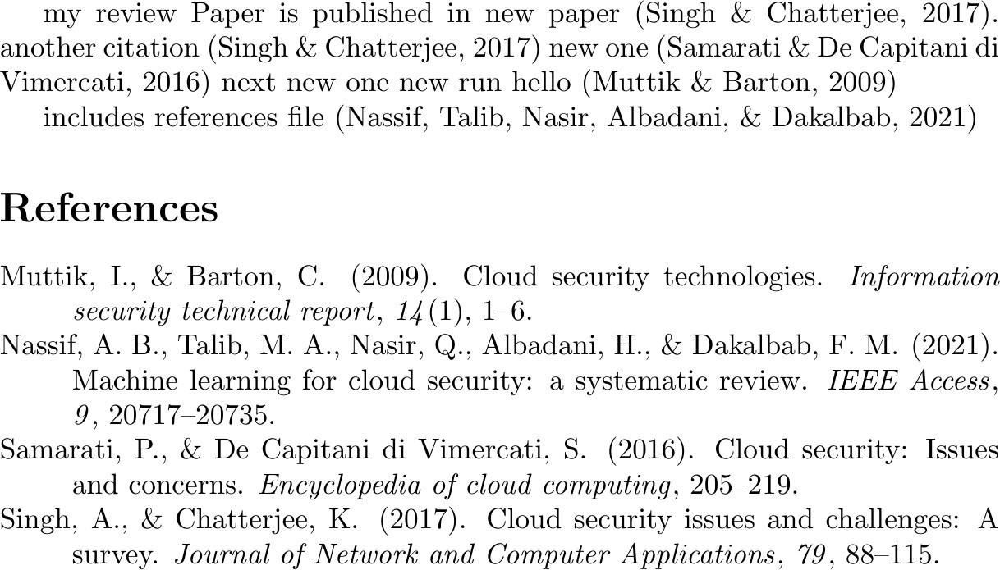 my review Paper is published in new paper (Singh & Chatterjee, 2017).
another citation (Singh & Chatterjee, 2017) new one (Samarati & De Capitani di
Vimercati, 2016) next new one new run hello (Muttik & Barton, 2009)
includes references file (Nassif, Talib, Nasir, Albadani, & Dakalbab, 2021)
References
Muttik, I., & Barton, C. (2009). Cloud security technologies. Information
security technical report, 14(1), 1–6.
Nassif, A. B., Talib, M. A., Nasir, Q., Albadani, H., & Dakalbab, F. M. (2021).
Machine learning for cloud security: a systematic review. IEEE Access,
9, 20717–20735.
Samarati, P., & De Capitani di Vimercati, S. (2016). Cloud security: Issues
and concerns. Encyclopedia of cloud computing, 205–219.
Singh, A., & Chatterjee, K. (2017). Cloud security issues and challenges: A
survey. Journal of Network and Computer Applications, 79, 88–115.